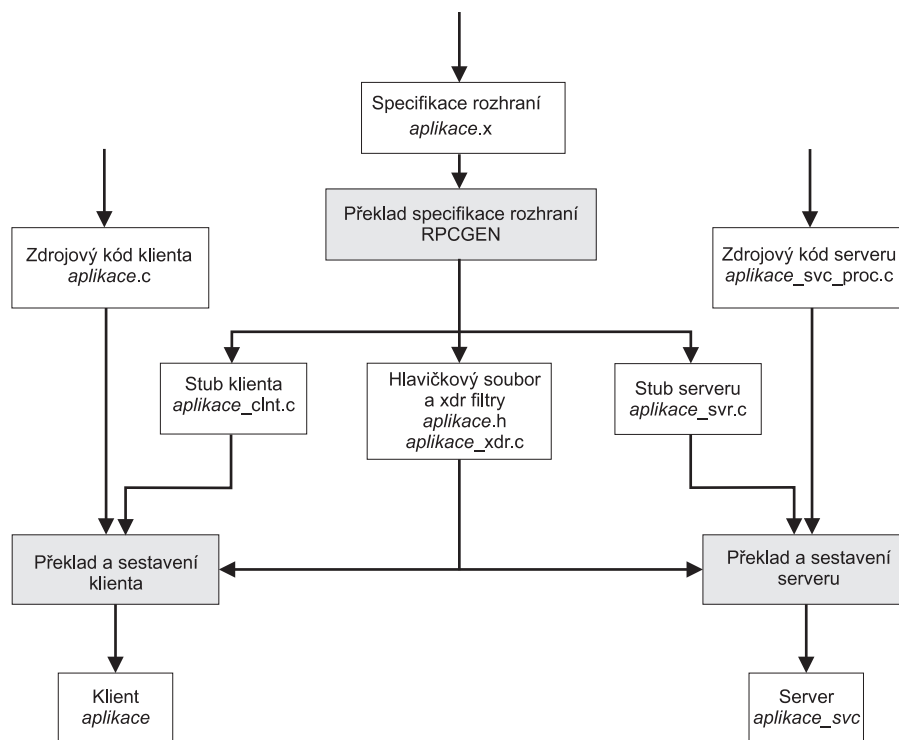 Specifikace rozhraní
aplikace.x
Překlad specifikace rozhraní
RPCGEN
Zdrojový kód klienta
aplikace.c
Zdrojový kód serveru
aplikace_svc_proc.c
Stub klienta
aplikace_clnt.c
Hlavičkový soubor
a xdr filtry
aplikace.h
aplikace_xdr.c
Stub serveru
aplikace_svr.c
Překlad a sestavení
klienta
Překlad a sestavení
serveru
Klient
aplikace
Server
aplikace_svc